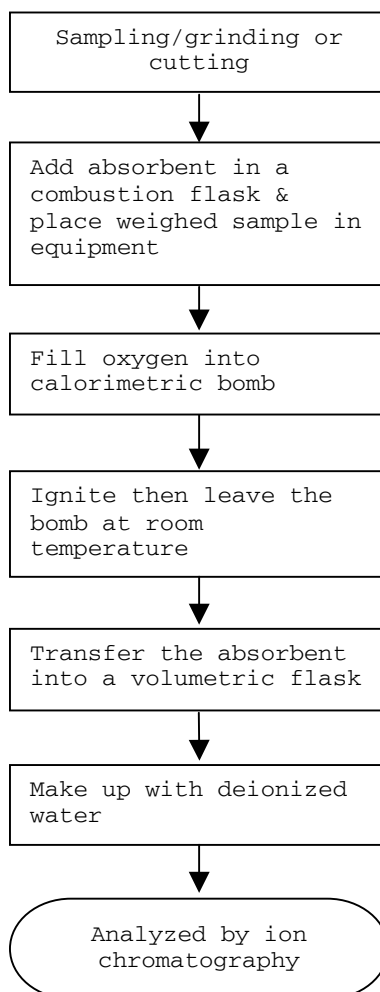 Sampling/grinding or
cutting
Add absorbent in a
combustion flask &
place weighed sample in
equipment
Fill oxygen into
calorimetric bomb
Ignite then leave the
bomb at room
temperature
Transfer the absorbent
into a volumetric flask
Make up with deionized
water
Analyzed by ion
chromatography